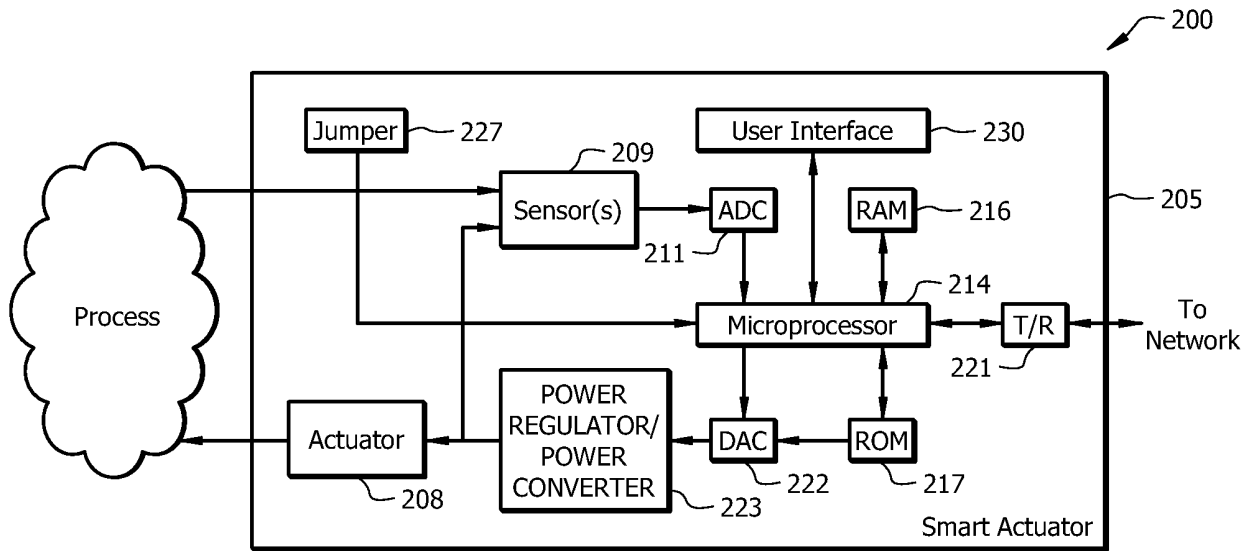 200
Jumper
227
User Interface
230
209
Sensor(s)
ADC
211
RAM
216
205
214
Process
Microprocessor
T/R
221
To
Network
POWER
REGULATOR/
POWER
CONVERTER
223
Actuator
208
DAC
222
ROM
217
Smart Actuator